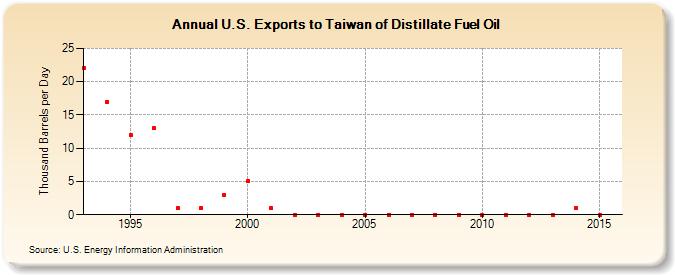 Annual U.S. Exports to Taiwan of Distillate Fuel Oil
Thousand Barrels per Day
25
20
15
10
5
0
1995 2000 2005 2010 2015
Source: U.S. Energy Information Administration